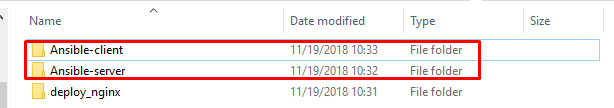 Name Date modified Type Size
Ansible-client 11/19/2018 10:33 File folder
Ansible-server 11/19/2018 10:32 File folder
deploy_nginx 11/19/2018 10:31 File folder